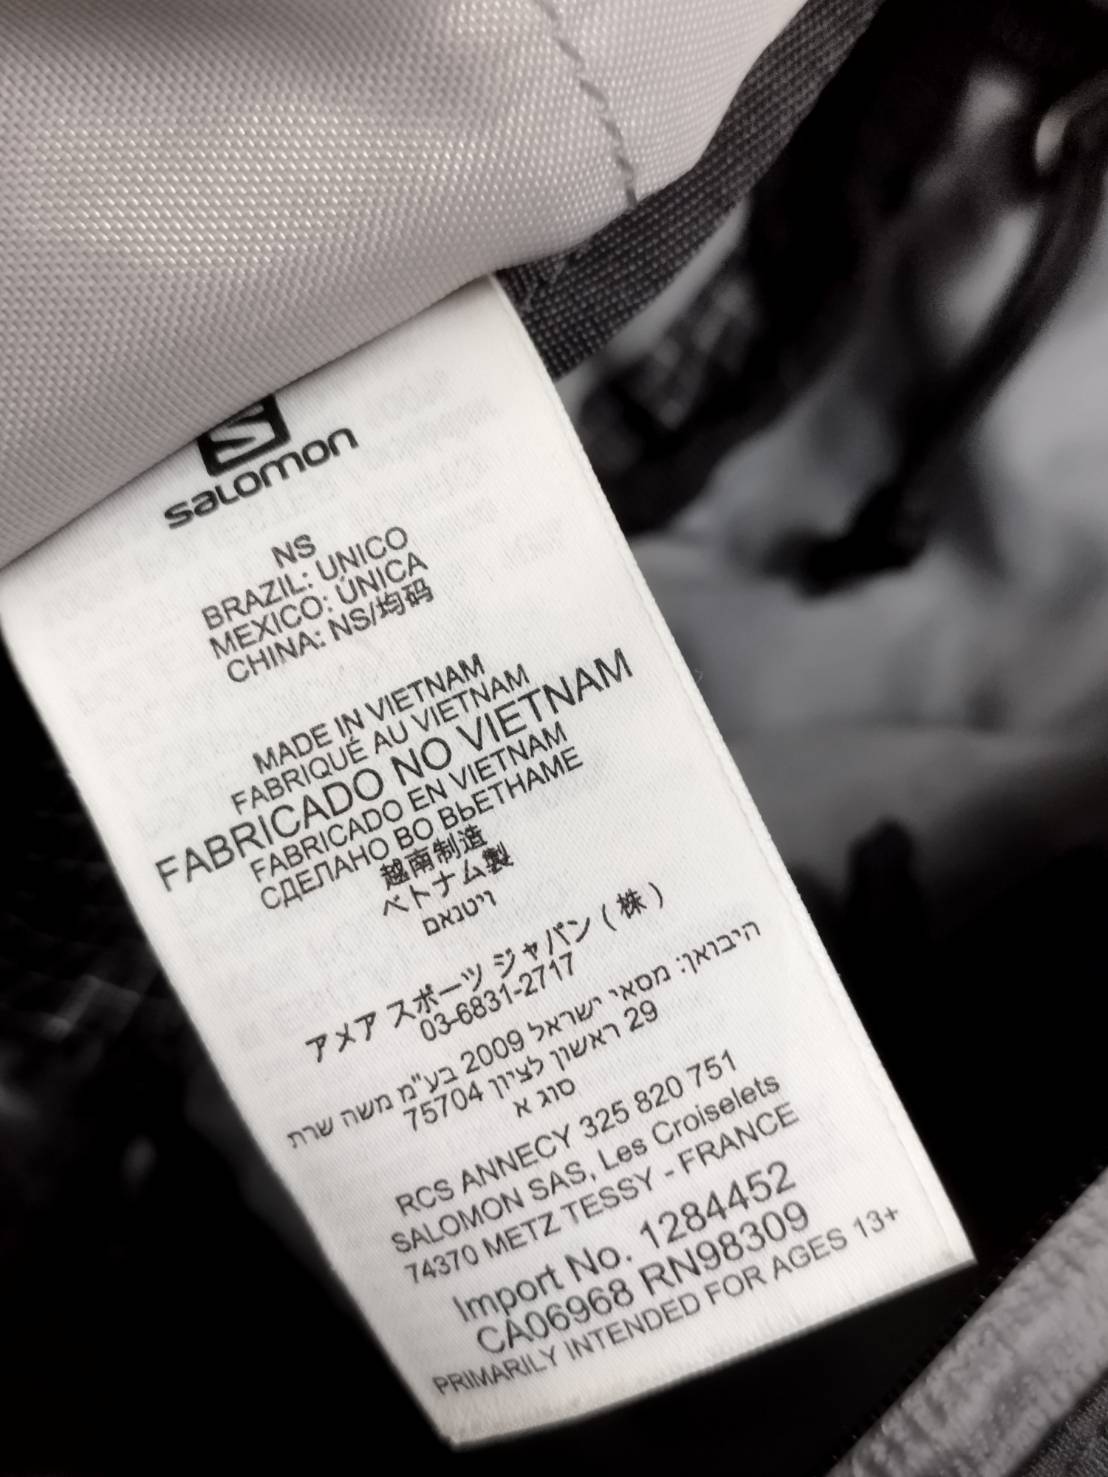 salomon
NS
BRAZIL: UNICO
MEXICO: ÚNICA
CHINA: NS/均码
MADE IN VIETNAM
FABRIQUÉ AU VIETNAM
FABRICADO NO VIETNAM
FABRICADO EN VIETNAM
СДЕЛАНО ВО ВЬЕТНАМЕ
越南制造
ベトナム製
ויטנאם
アメア スポーツ ジャパン ( 株 )
03-6831-2717
היבואן: מסאי ישראל 2009 בע"מ משה שרת
29 ראשון לציון 75704
סוג א
RCS ANNECY 325 820 751
SALOMON SAS, Les Croiselets
74370 METZ TESSY - FRANCE
Import No. 1284452
CA06968 RN98309
PRIMARILY INTENDED FOR AGES 13+